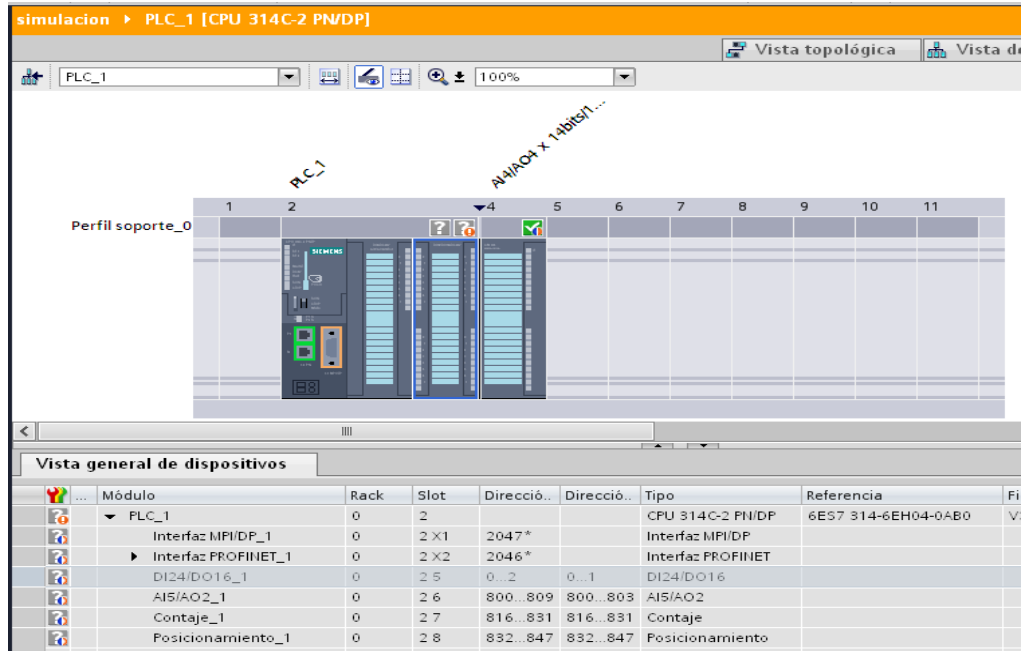 simulacion ▸ PLC_1 [CPU 314C-2 PN/DP]
Vista topológica Vista de
PLC_1 100%
PLC_1 AI4/AO4 x 14bits/1...
1 2 4 5 6 7 8 9 10 11
Perfil soporte_0
SIEMENS
Vista general de dispositivos
... Módulo Rack Slot Direcció.. Direcció.. Tipo Referencia Fi
PLC_1 0 2 CPU 314C-2 PN/DP 6ES7 314-6EH04-0AB0
Interfaz MPI/DP_1 0 2 X1 2047* Interfaz MPI/DP
Interfaz PROFINET_1 0 2 X2 2046* Interfaz PROFINET
DI24/DO16_1 0 2 5 0...2 0...1 DI24/DO16
AI5/AO2_1 0 2 6 800...809 800...803 AI5/AO2
Contaje_1 0 2 7 816...831 816...831 Contaje
Posicionamiento_1 0 2 8 832...847 832...847 Posicionamiento